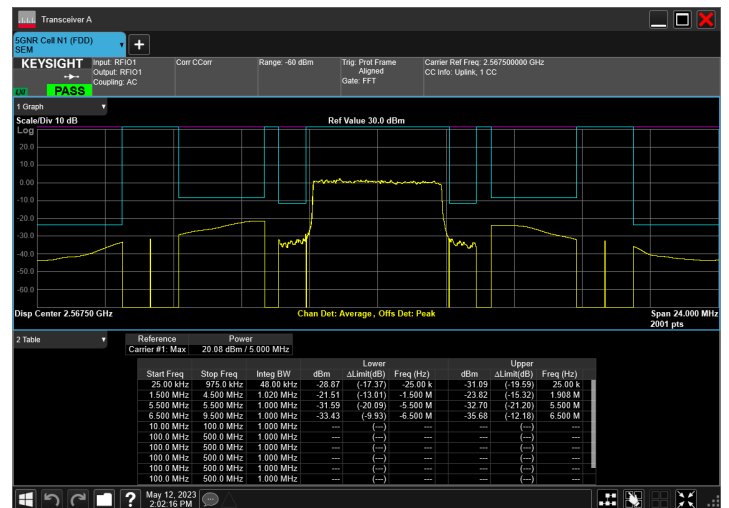 Transceiver A
5GNR Cell N1 (FDD)
SEM
KEYSIGHT
LXI
PASS
Input: RFIO1
Output: RFIO1
Coupling: AC
Corr CCorr
Range: -60 dBm
Trig: Prot Frame
Aligned
Gate: FFT
Carrier Ref Freq: 2.567500000 GHz
CC Info: Uplink, 1 CC
1 Graph
Scale/Div 10 dB
Ref Value 30.0 dBm
Log
20.0
10.0
0.00
-10.0
-20.0
-30.0
-40.0
-50.0
-60.0
Disp Center 2.56750 GHz
Chan Det: Average, Offs Det: Peak
Span 24.000 MHz
2001 pts
2 Table
Reference Power
Carrier #1: Max 20.08 dBm / 5.000 MHz
Lower Upper
Start Freq Stop Freq Integ BW dBm ΔLimit(dB) Freq (Hz) dBm ΔLimit(dB) Freq (Hz)
25.00 kHz 975.0 kHz 48.00 kHz -28.87 (-17.37) -25.00 k -31.09 (-19.59) 25.00 k
1.500 MHz 4.500 MHz 1.020 MHz -21.51 (-13.01) -1.500 M -23.82 (-15.32) 1.908 M
5.500 MHz 5.500 MHz 1.000 MHz -31.59 (-20.09) -5.500 M -32.70 (-21.20) 5.500 M
6.500 MHz 9.500 MHz 1.000 MHz -33.43 (-9.93) -6.500 M -35.68 (-12.18) 6.500 M
10.00 MHz 100.0 MHz 1.000 MHz --- (---) --- --- (---) ---
100.0 MHz 500.0 MHz 1.000 MHz --- (---) --- --- (---) ---
100.0 MHz 500.0 MHz 1.000 MHz --- (---) --- --- (---) ---
100.0 MHz 500.0 MHz 1.000 MHz --- (---) --- --- (---) ---
100.0 MHz 500.0 MHz 1.000 MHz --- (---) --- --- (---) ---
100.0 MHz 500.0 MHz 1.000 MHz --- (---) --- --- (---) ---
?
May 12, 2023
2:02:16 PM